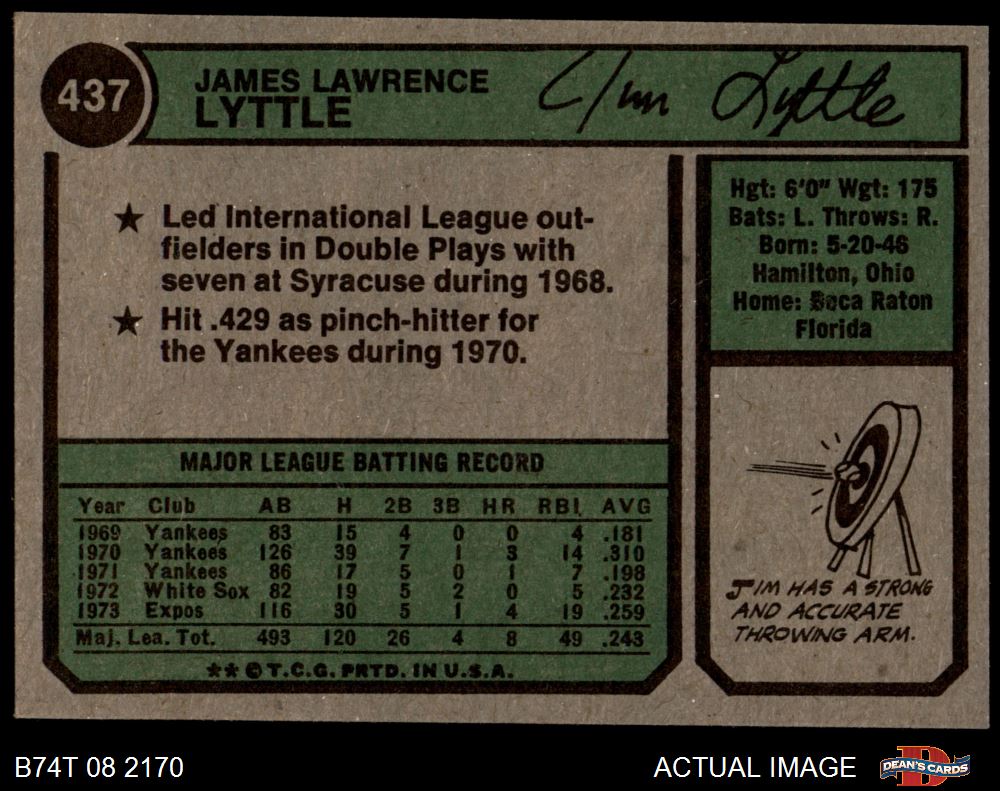 437
JAMES LAWRENCE
LYTTLE
Jim Lyttle
★ Led International League out-
fielders in Double Plays with
seven at Syracuse during 1968.
★ Hit .429 as pinch-hitter for
the Yankees during 1970.
Hgt: 6'0" Wgt: 175
Bats: L. Throws: R.
Born: 5-20-46
Hamilton, Ohio
Home: Boca Raton
Florida
MAJOR LEAGUE BATTING RECORD
Year Club AB H 2B 3B HR RBI. AVG
1969 Yankees 83 15 4 0 0 4 .181
1970 Yankees 126 39 7 1 3 14 .310
1971 Yankees 86 17 5 0 1 7 .198
1972 White Sox 82 19 5 2 0 5 .232
1973 Expos 116 30 5 1 4 19 .259
Maj. Lea. Tot. 493 120 26 4 8 49 .243
** © T.C.G. PRTD. IN U.S.A.
JIM HAS A STRONG
AND ACCURATE
THROWING ARM.
B74T 08 2170
ACTUAL IMAGE
D DEAN'S CARDS